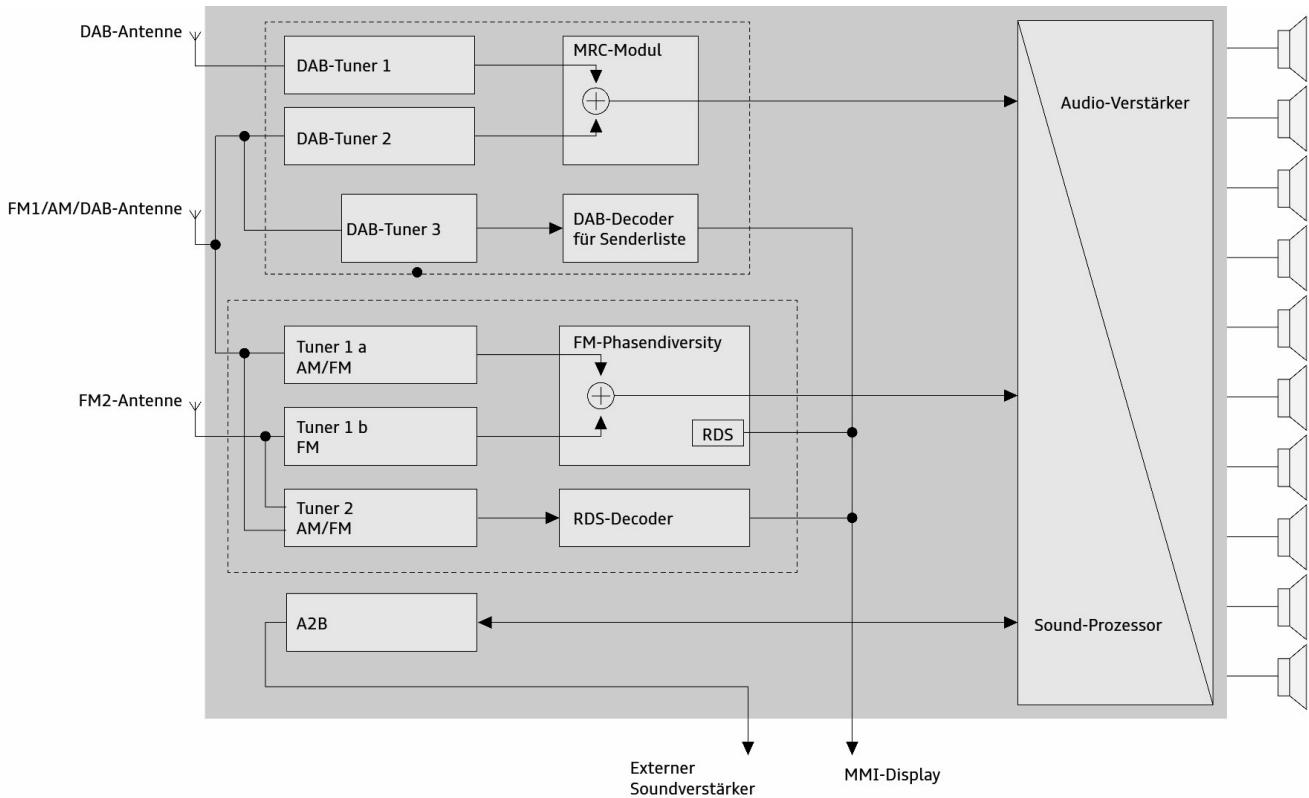 DAB-Antenne
DAB-Tuner 1
MRC-Modul
Audio-Verstärker
DAB-Tuner 2
FM1/AM/DAB-Antenne
DAB-Tuner 3
DAB-Decoder
für Senderliste
Tuner 1 a
AM/FM
FM-Phasendiversity
FM2-Antenne
Tuner 1 b
FM
RDS
Tuner 2
AM/FM
RDS-Decoder
A2B
Sound-Prozessor
Externer
Soundverstärker
MMI-Display